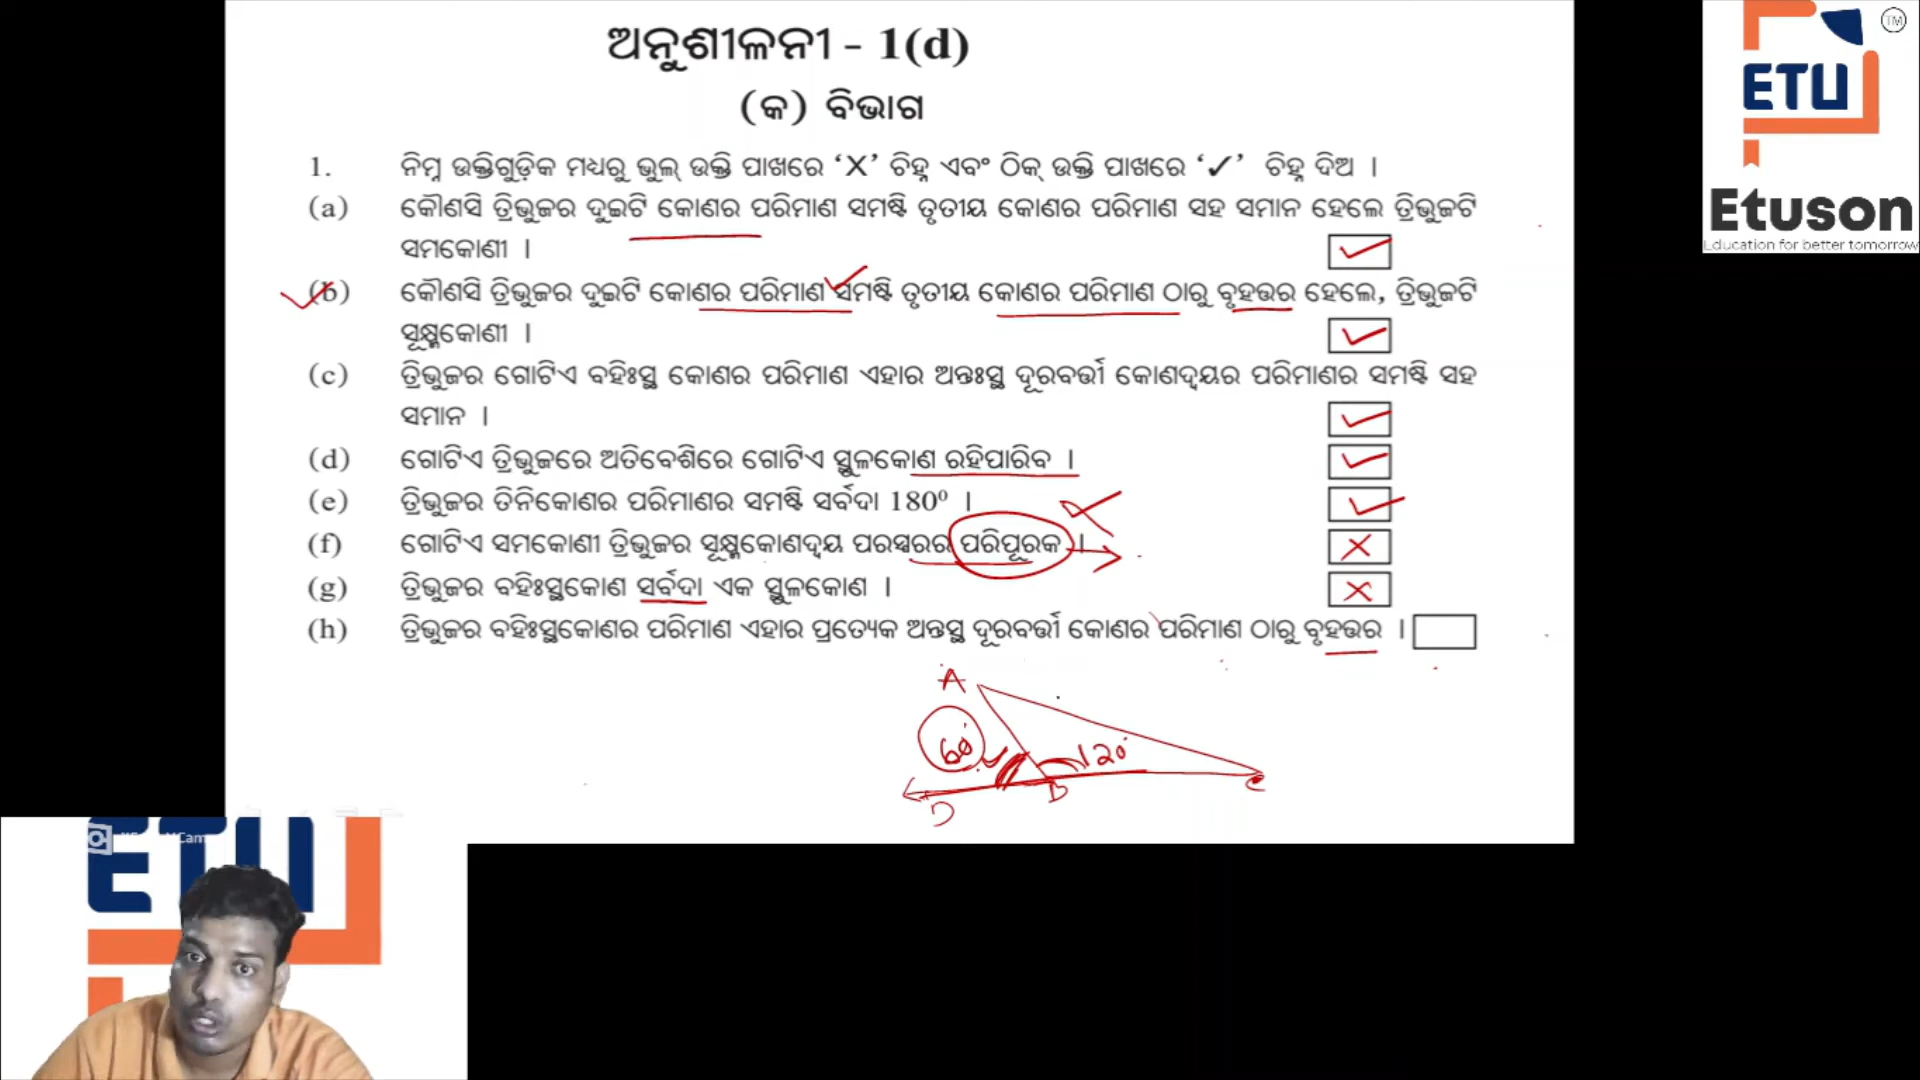 ଅନୁଶୀଳନୀ - 1(d)
(କ) ବିଭାଗ
1. ନିମ୍ନ ଉକ୍ତିଗୁଡ଼ିକ ମଧ୍ୟରୁ ଭୁଲ୍ ଉକ୍ତି ପାଖରେ ‘X’ ଚିହ୍ନ ଏବଂ ଠିକ୍ ଉକ୍ତି ପାଖରେ ‘✓’ ଚିହ୍ନ ଦିଅ ।
(a) କୌଣସି ତ୍ରିଭୁଜର ଦୁଇଟି କୋଣର ପରିମାଣ ସମଷ୍ଟି ତୃତୀୟ କୋଣର ପରିମାଣ ସହ ସମାନ ହେଲେ ତ୍ରିଭୁଜଟି
ସମକୋଣୀ । ✓
(b) କୌଣସି ତ୍ରିଭୁଜର ଦୁଇଟି କୋଣର ପରିମାଣ ସମଷ୍ଟି ତୃତୀୟ କୋଣର ପରିମାଣ ଠାରୁ ବୃହତ୍ତର ହେଲେ, ତ୍ରିଭୁଜଟି
ସୂକ୍ଷ୍ମକୋଣୀ । ✓
(c) ତ୍ରିଭୁଜର ଗୋଟିଏ ବହିଃସ୍ଥ କୋଣର ପରିମାଣ ଏହାର ଅନ୍ତଃସ୍ଥ ଦୂରବର୍ତ୍ତୀ କୋଣଦ୍ୱୟର ପରିମାଣର ସମଷ୍ଟି ସହ
ସମାନ । ✓
(d) ଗୋଟିଏ ତ୍ରିଭୁଜରେ ଅତିବେଶିରେ ଗୋଟିଏ ସ୍ଥୁଳକୋଣ ରହିପାରିବ । ✓
(e) ତ୍ରିଭୁଜର ତିନିକୋଣର ପରିମାଣର ସମଷ୍ଟି ସର୍ବଦା 180⁰ । ✓
(f) ଗୋଟିଏ ସମକୋଣୀ ତ୍ରିଭୁଜର ସୂକ୍ଷ୍ମକୋଣଦ୍ୱୟ ପରସ୍ପରର ପରିପୂରକ । X
(g) ତ୍ରିଭୁଜର ବହିଃସ୍ଥକୋଣ ସର୍ବଦା ଏକ ସ୍ଥୁଳକୋଣ । X
(h) ତ୍ରିଭୁଜର ବହିଃସ୍ଥକୋଣର ପରିମାଣ ଏହାର ପ୍ରତ୍ୟେକ ଅନ୍ତସ୍ଥ ଦୂରବର୍ତ୍ତୀ କୋଣର ପରିମାଣ ଠାରୁ ବୃହତ୍ତର ।
A
60° 120°
D B C
ETU
TM
Etuson
Education for better tomorrow
ETU